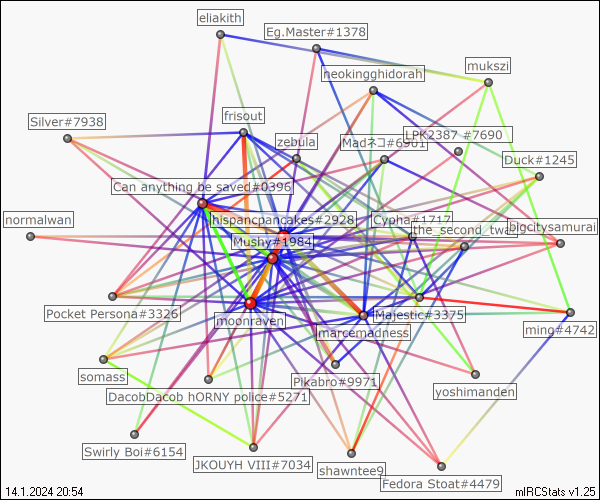 eliakith
Eg.Master#1378
neokingghidorah
mukszi
Silver#7938
frisout
zebula
Madネコ#6901
LPK2387 #7690
Duck#1245
Can anything be saved#0396
normalwan
hispancpancakes#2928
Cypha#1717
the_second_twa
bigcitysamurai
Mushy#1984
Pocket Persona#3326
moonraven
marcemadness
Majestic#3375
ming#4742
somass
DacobDacob hORNY police#5271
Pikabro#9971
yoshimanden
Swirly Boi#6154
JKOUYH VIII#7034
shawntee9
Fedora Stoat#4479
14.1.2024 20:54
mIRCStats v1.25